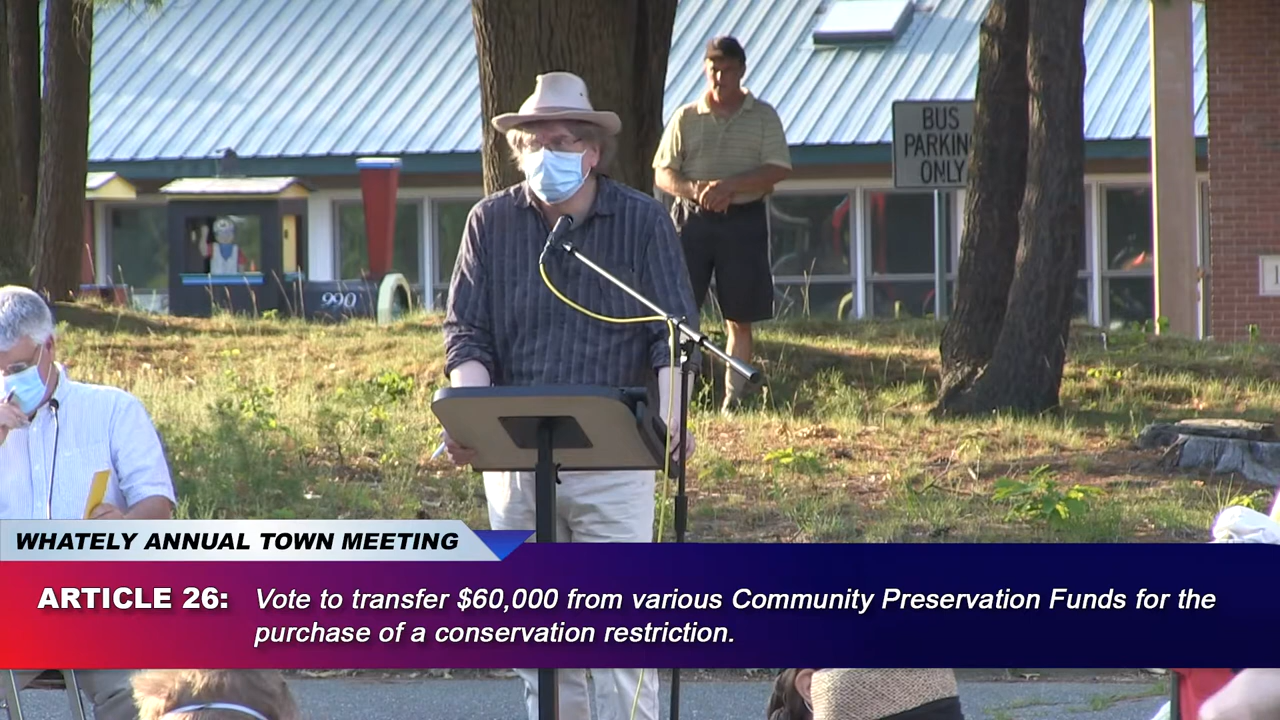 BUS
PARKIN
ONLY
990
WHATELY ANNUAL TOWN MEETING
ARTICLE 26: Vote to transfer $60,000 from various Community Preservation Funds for the
purchase of a conservation restriction.